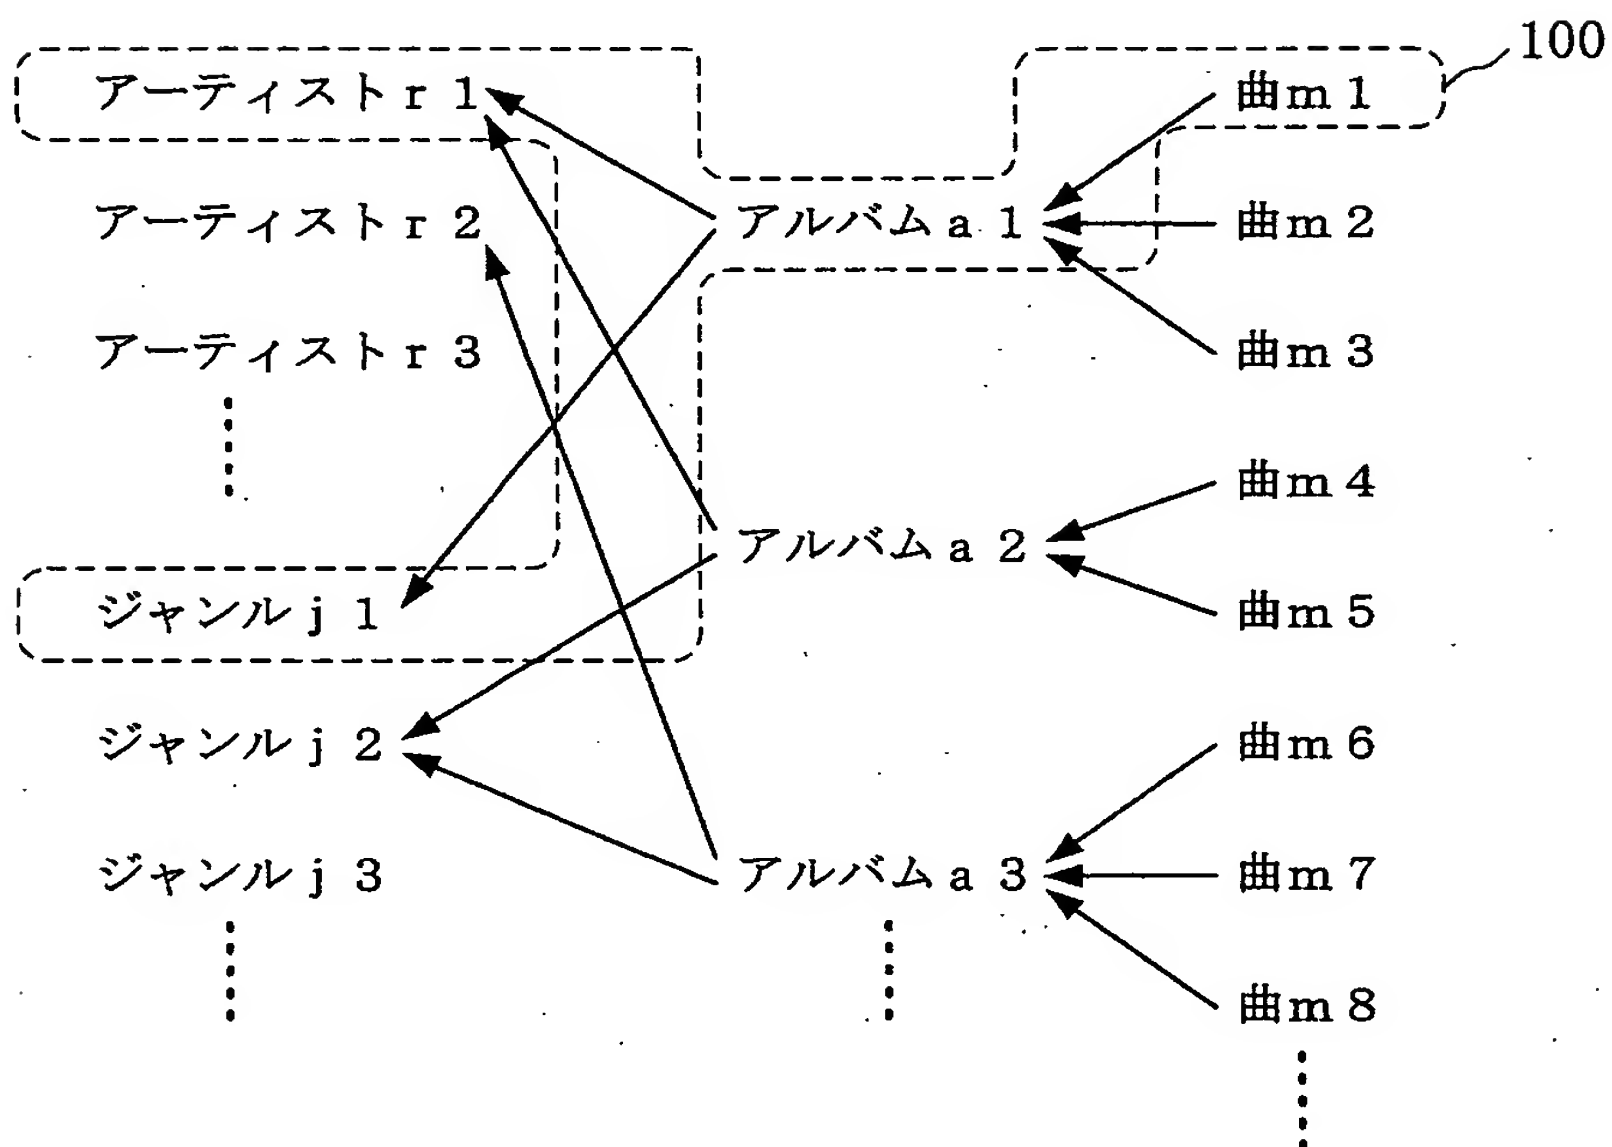 100
アーティストｒ１
アーティストｒ２
アーティストｒ３
ジャンルｊ１
ジャンルｊ２
ジャンルｊ３
アルバムａ１
アルバムａ２
アルバムａ３
曲ｍ１
曲ｍ２
曲ｍ３
曲ｍ４
曲ｍ５
曲ｍ６
曲ｍ７
曲ｍ８